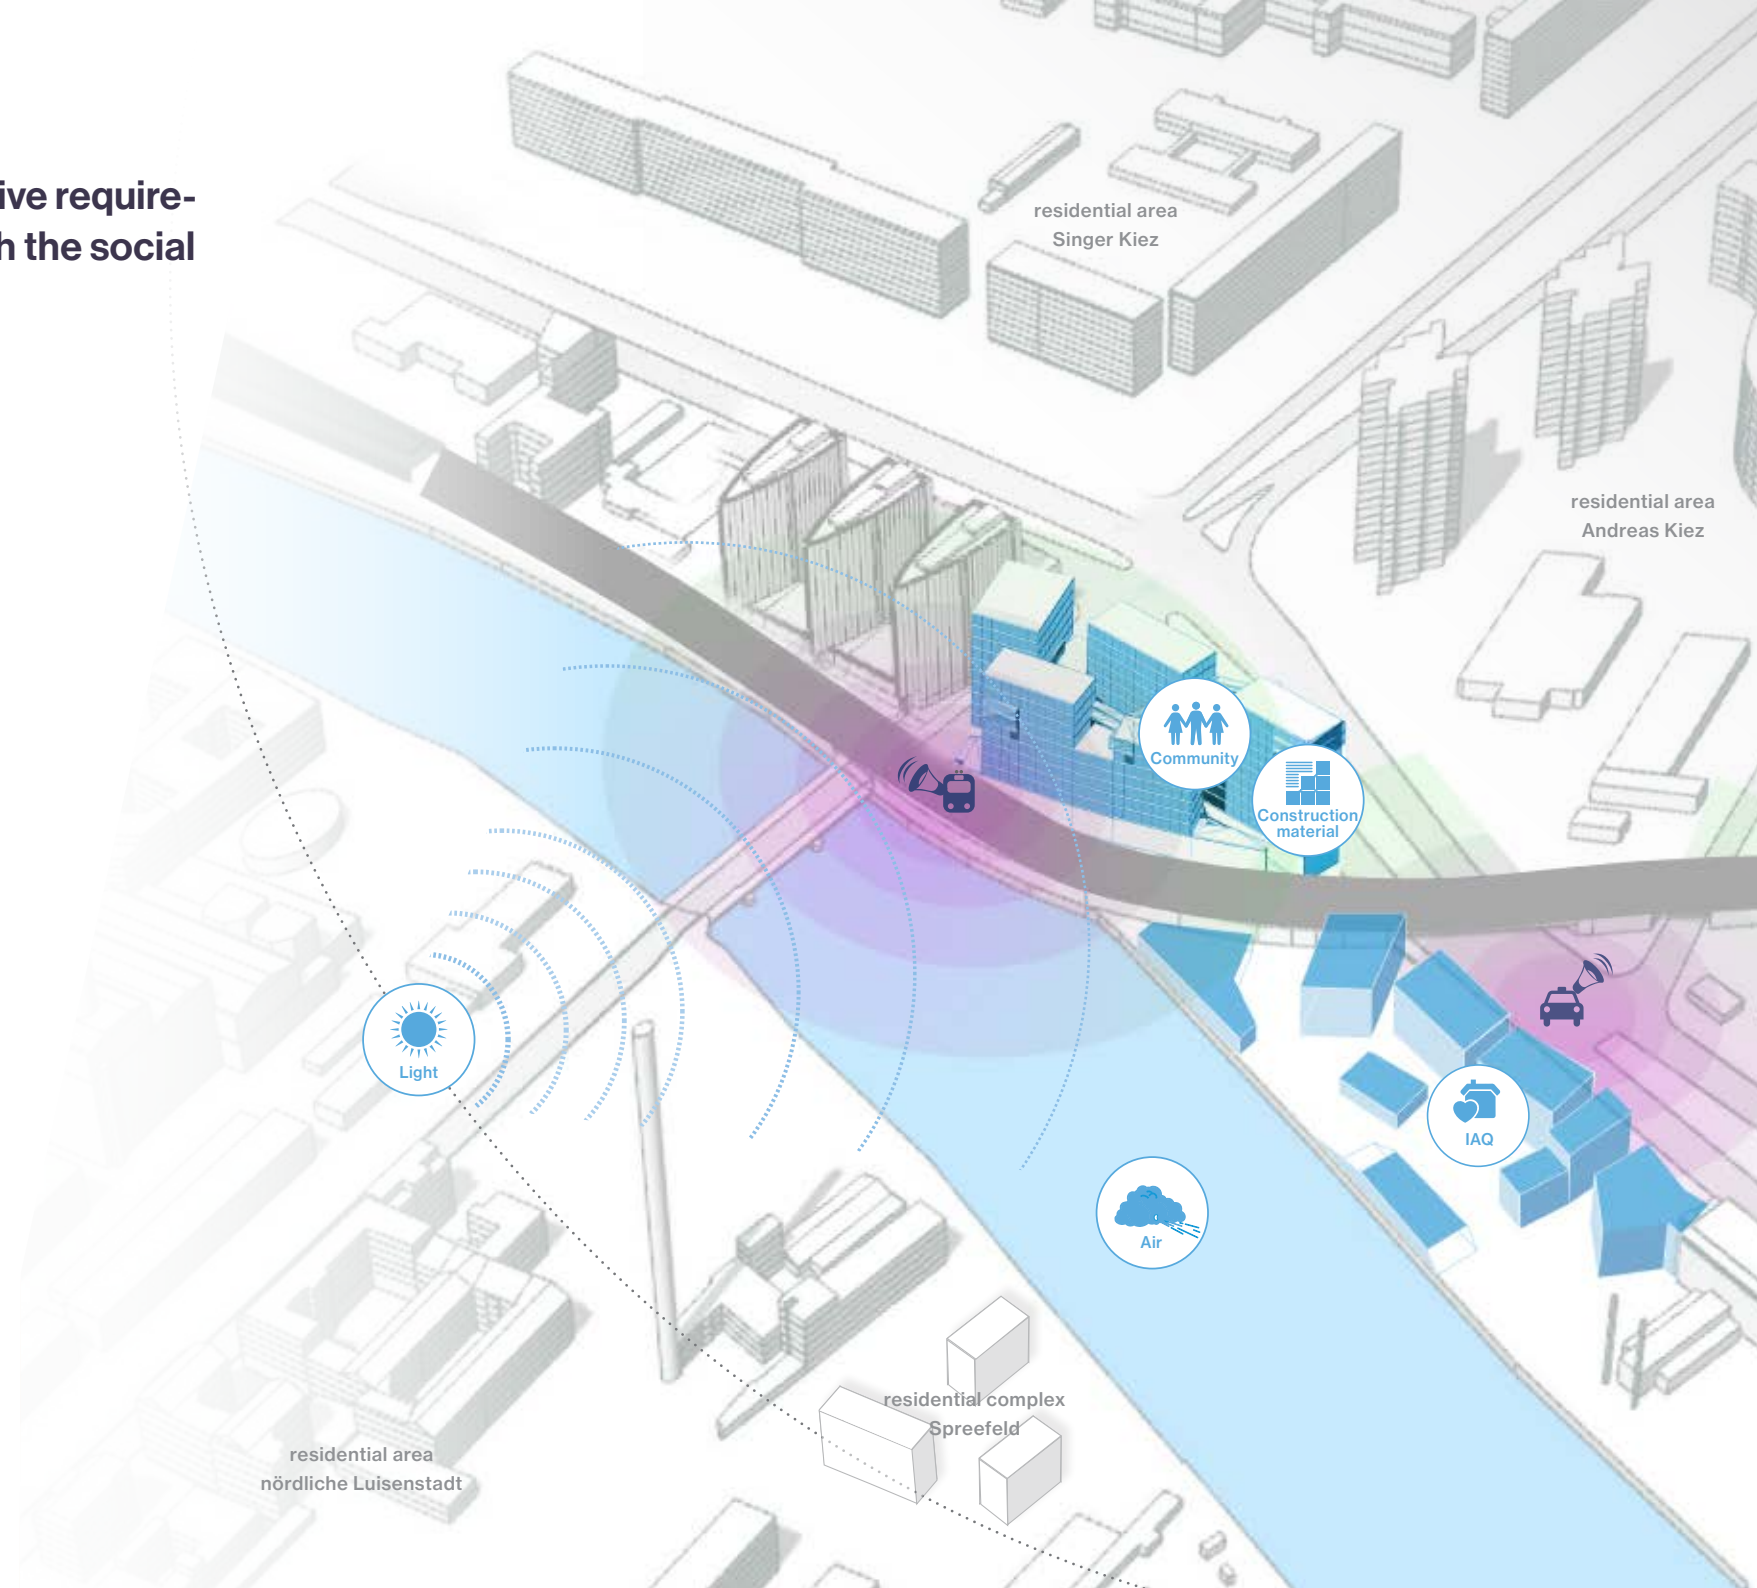 ive require-
h the social
residential area
Singer Kiez
residential area
Andreas Kiez
Community
Construction
material
Light
IAQ
Air
residential complex
Spreefeld
residential area
nördliche Luisenstadt